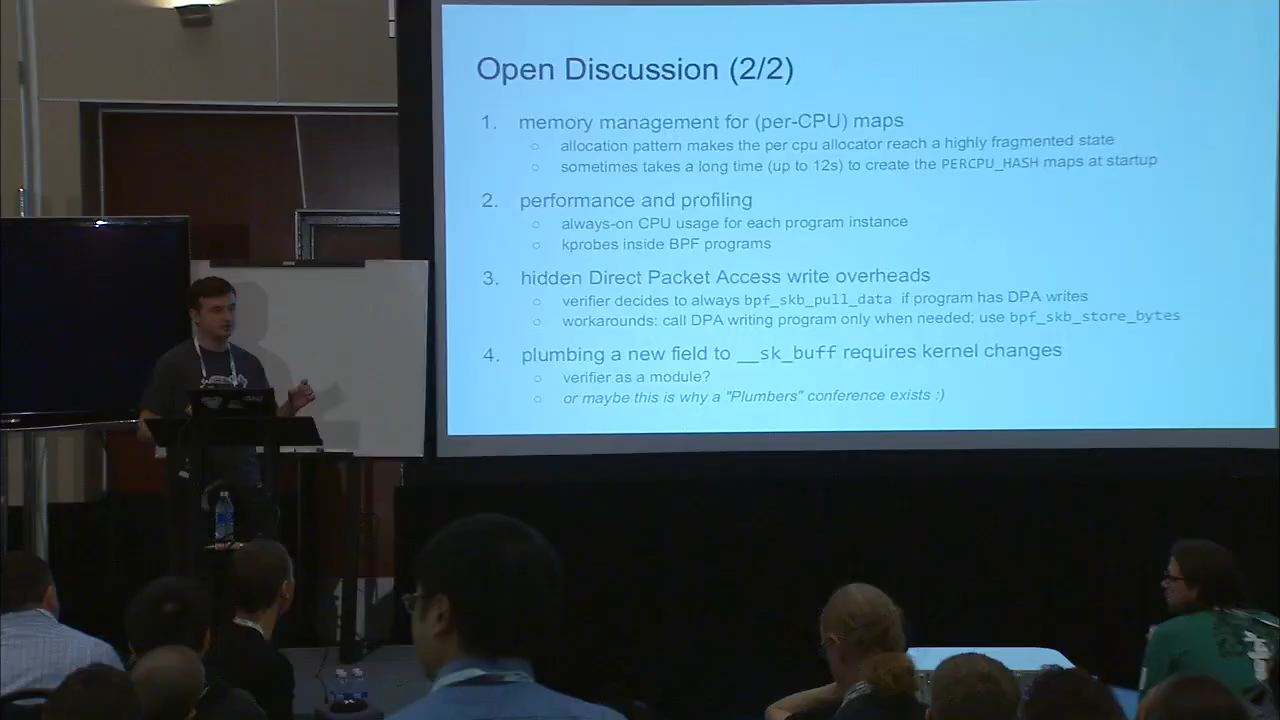 Open Discussion (2/2)
1. memory management for (per-CPU) maps
○ allocation pattern makes the per cpu allocator reach a highly fragmented state
○ sometimes takes a long time (up to 12s) to create the PERCPU_HASH maps at startup
2. performance and profiling
○ always-on CPU usage for each program instance
○ kprobes inside BPF programs
3. hidden Direct Packet Access write overheads
○ verifier decides to always bpf_skb_pull_data if program has DPA writes
○ workarounds: call DPA writing program only when needed; use bpf_skb_store_bytes
4. plumbing a new field to __sk_buff requires kernel changes
○ verifier as a module?
○ or maybe this is why a "Plumbers" conference exists :)